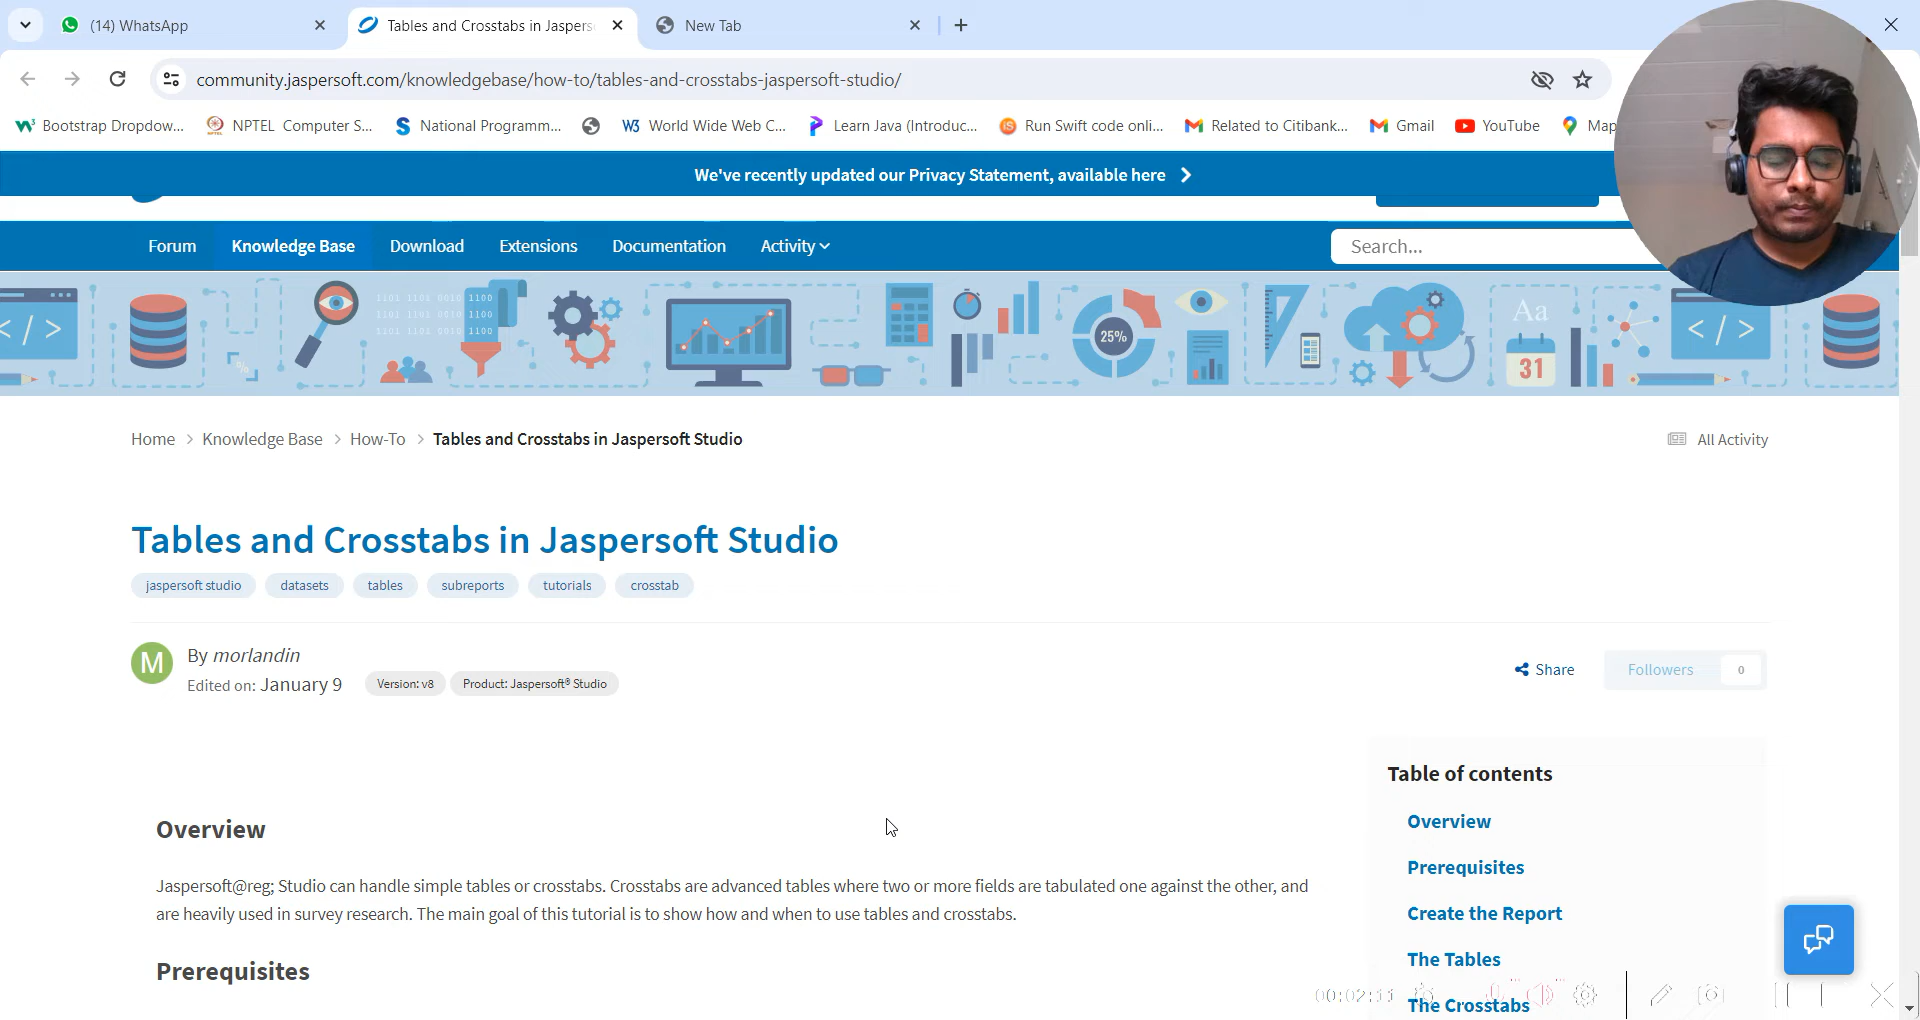 (14) WhatsApp
Tables and Crosstabs in Jaspers
New Tab
community.jaspersoft.com/knowledgebase/how-to/tables-and-crosstabs-jaspersoft-studio/
Bootstrap Dropdow...
NPTEL Computer S...
National Programm...
World Wide Web C...
Learn Java (Introduc...
Run Swift code onli...
Related to Citibank...
Gmail
YouTube
Map
We've recently updated our Privacy Statement, available here
Forum
Knowledge Base
Download
Extensions
Documentation
Activity
Search...
1101 1101 0010 1100
25%
Aa
31
</>
</>
%
Home > Knowledge Base > How-To > Tables and Crosstabs in Jaspersoft Studio
All Activity
Tables and Crosstabs in Jaspersoft Studio
jaspersoft studio
datasets
tables
subreports
tutorials
crosstab
M
By morlandin
Edited on: January 9
Version: v8
Product: Jaspersoft® Studio
Share
Followers
0
Overview
Jaspersoft@reg; Studio can handle simple tables or crosstabs. Crosstabs are advanced tables where two or more fields are tabulated one against the other, and
are heavily used in survey research. The main goal of this tutorial is to show how and when to use tables and crosstabs.
Prerequisites
Table of contents
Overview
Prerequisites
Create the Report
The Tables
The Crosstabs
00:02:11